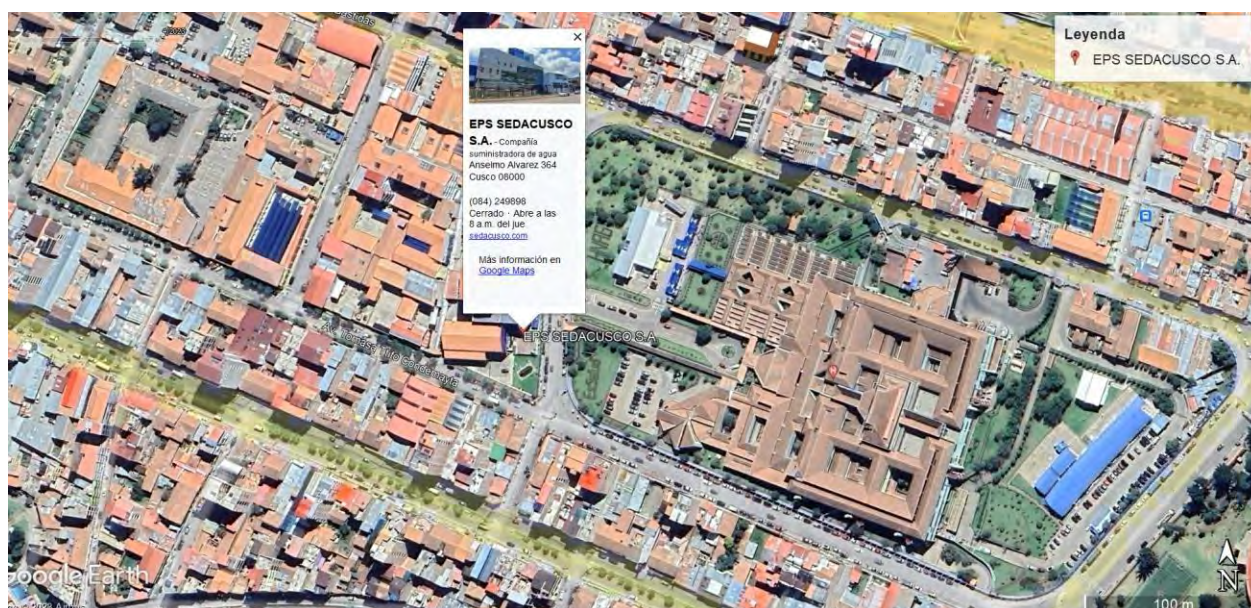 Leyenda
EPS SEDACUSCO S.A.
EPS SEDACUSCO
S.A. - Compañía
suministradora de agua
Anselmo Alvarez 364
Cusco 08000
(084) 249898
Cerrado · Abre a las
8 a.m. del jue
sedacusco.com
Más información en
Google Maps
EPS SEDACUSCO S.A
Google Earth
100 m
N